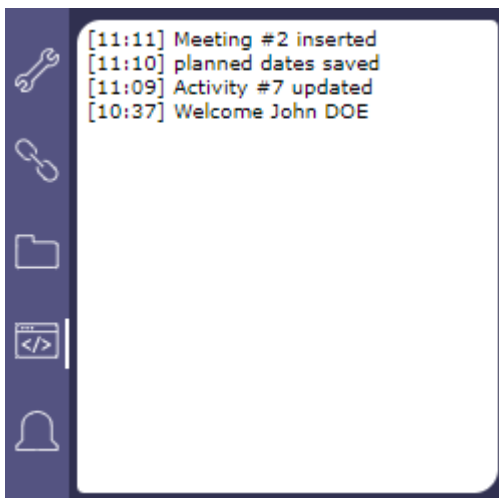 [11:11] Meeting #2 inserted
[11:10] planned dates saved
[11:09] Activity #7 updated
[10:37] Welcome John DOE